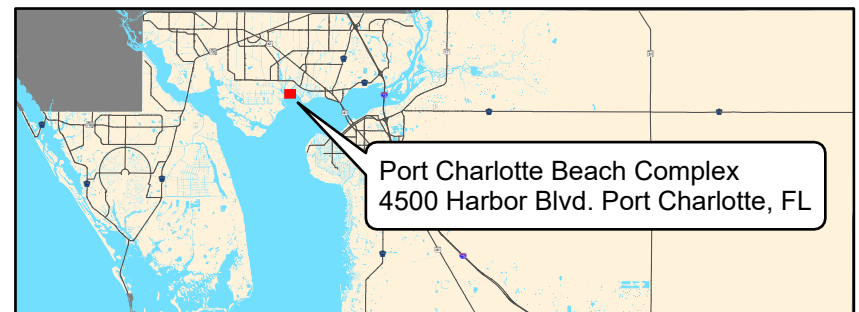 Port Charlotte Beach Complex
4500 Harbor Blvd. Port Charlotte, FL